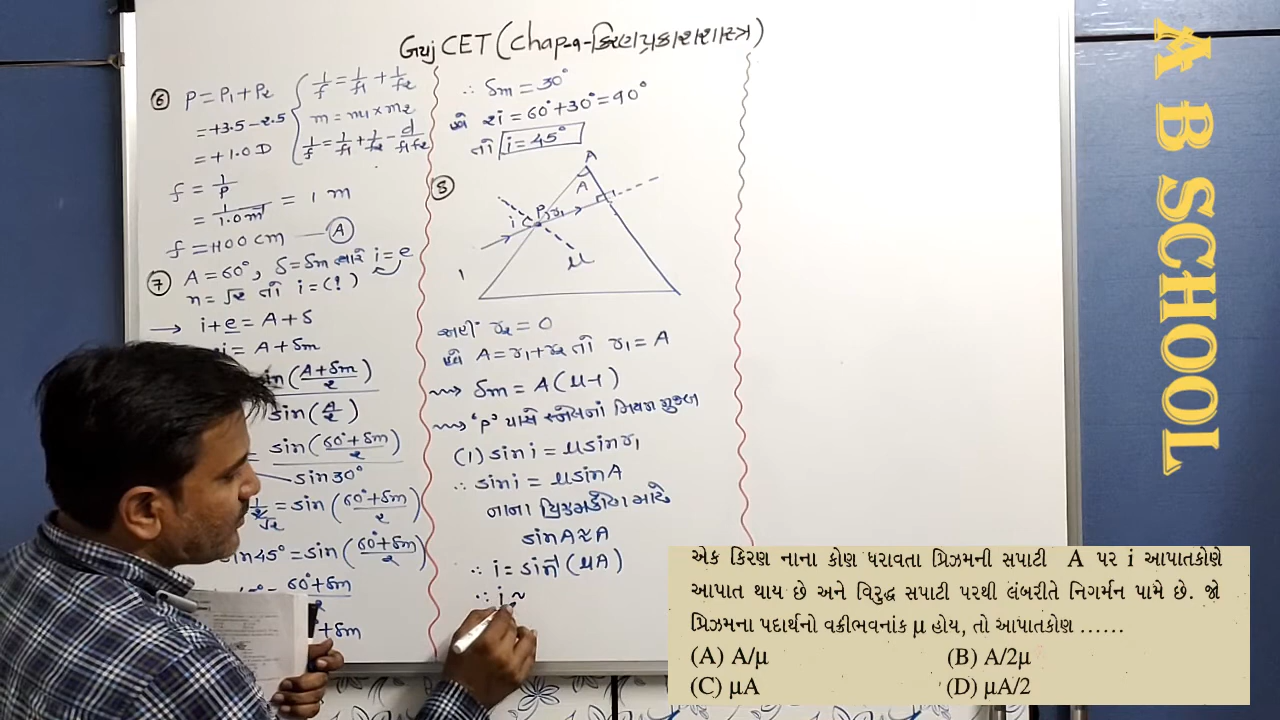 GujCET (Chap-9-કિરણપ્રકાશશાસ્ત્ર)
⑥ P = P₁ + P₂
= +3.5 - 2.5
= +1.0 D
1/f = 1/f₁ + 1/f₂
m = m₁ × m₂
1/f = 1/f₁ + 1/f₂ - d/f₁f₂
f = 1/P
= 1/1.0 m⁻¹ = 1 m
f = +100 cm — Ⓐ
⑦ A = 60°, δ = δm ત્યારે i = e
n = √2 તો i = (?)
→ i + e = A + δ
i = A + δm
sin(A+δm/2)
sin(A/2)
= sin(60°+δm/2)
sin 30°
= sin(60°+δm/2)
in 45° = sin(60°+δm/2)
60°+δm
2
+δm
∴ δm = 30°
હવે 2i = 60° + 30° = 90°
તો i = 45°
⑧
A
A
i P r₁
μ
અહીં r₂ = 0
હવે A = r₁ + r₂ તો r₁ = A
δm = A(μ-1)
'P' પાસે સ્નેલનાં નિયમ મુજબ
(1) sin i = μ sin r₁
∴ sin i = μ sin A
નાના પ્રિઝમકોણ માટે
sin A ≈ A
∴ i = sin⁻¹(μA)
∴ i ≈
A B SCHOOL
એક કિરણ નાના કોણ ધરાવતા પ્રિઝમની સપાટી A પર i આપાતકોણે
આપાત થાય છે અને વિરુદ્ધ સપાટી પરથી લંબરીતે નિગર્મન પામે છે. જો
પ્રિઝમના પદાર્થનો વક્રીભવનાંક μ હોય, તો આપાતકોણ ......
(A) A/μ (B) A/2μ
(C) μA (D) μA/2